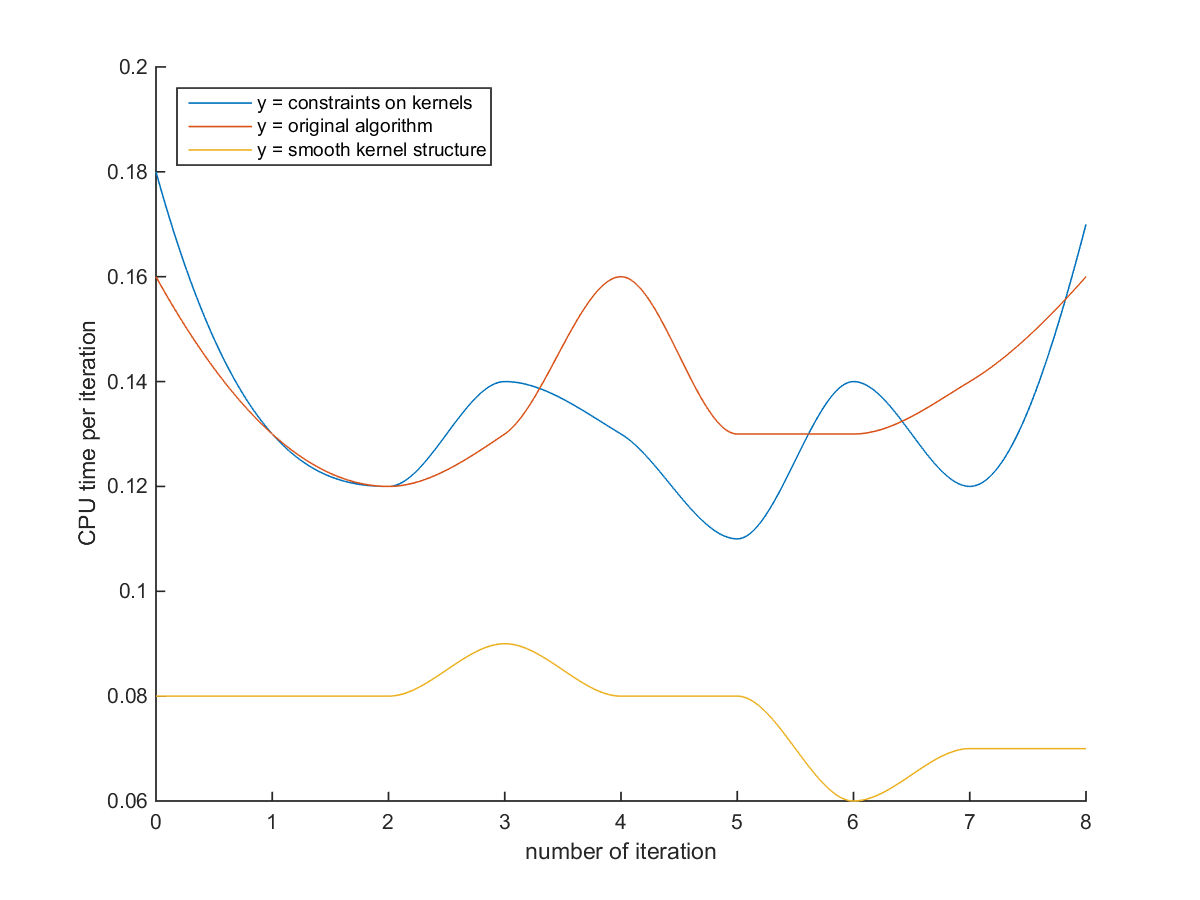 0.2
y = constraints on kernels
y = original algorithm
y = smooth kernel structure
0.18
0.16
0.14
0.12
0.1
0.08
0.06
CPU time per iteration
0 1 2 3 4 5 6 7 8
number of iteration